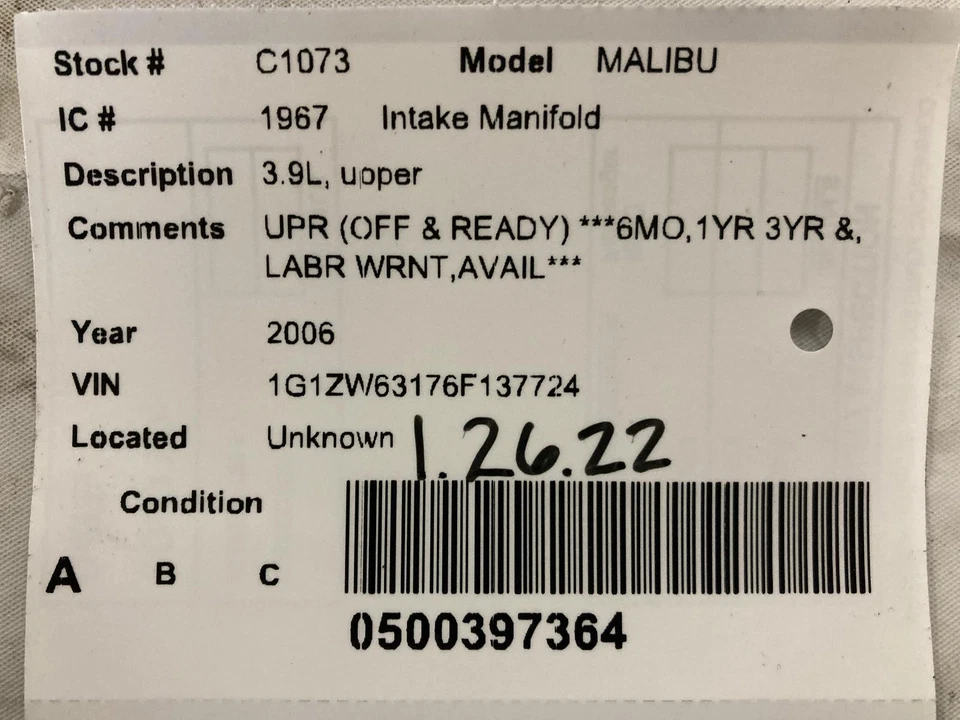 Stock # C1073 Model MALIBU
IC # 1967 Intake Manifold
Description 3.9L, upper
Comments UPR (OFF & READY) ***6MO,1YR 3YR &,
LABR WRNT,AVAIL***
Year 2006
VIN 1G1ZW63176F137724
Located Unknown 1.26.22
Condition
A B C
0500397364